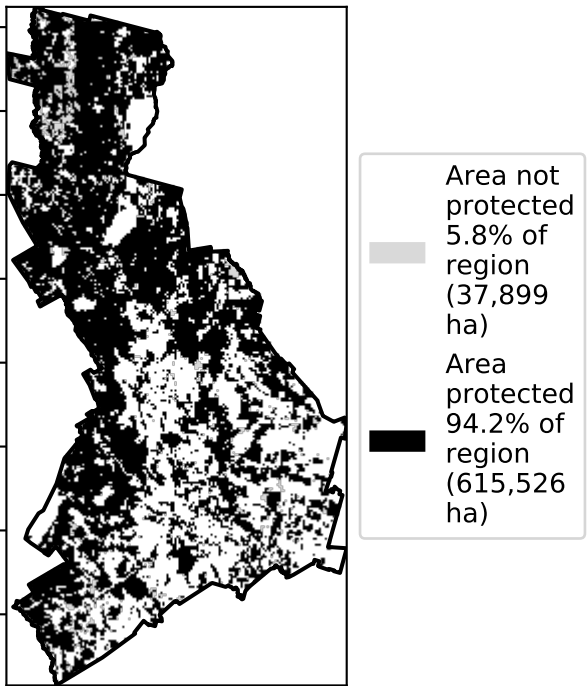 Area not
protected
5.8% of
region
(37,899
ha)
Area
protected
94.2% of
region
(615,526
ha)